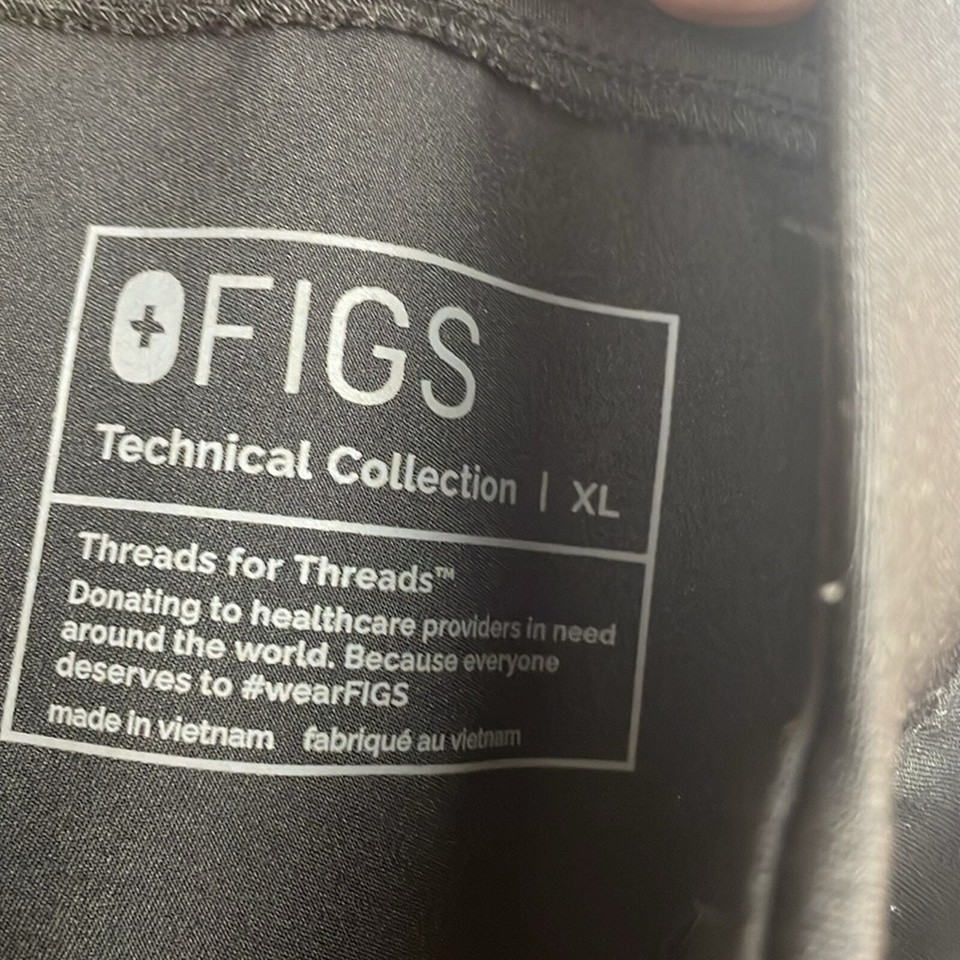 FIGS
Technical Collection | XL
Threads for Threads™
Donating to healthcare providers in need
around the world. Because everyone
deserves to #wearFIGS
made in vietnam fabriqué au vietnam